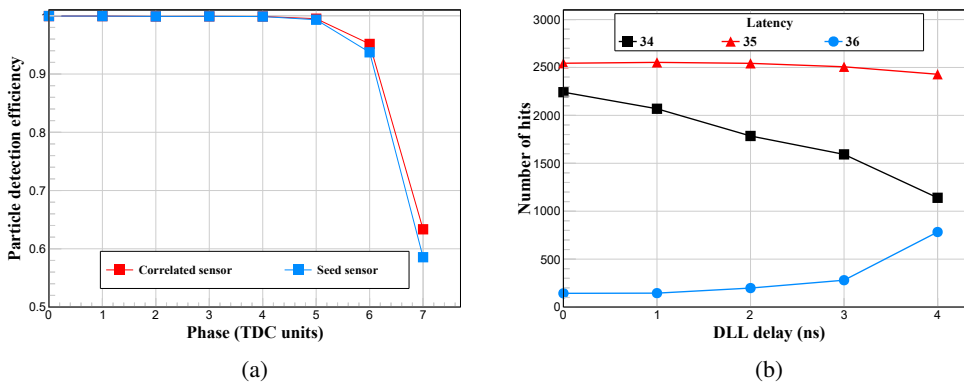 Particle detection efficiency
0.9
0.8
0.7
0.6
0.5
0 1 2 3 4 5 6 7
Correlated sensor
Seed sensor
Phase (TDC units)
(a)
Number of hits
3000
2500
2000
1500
1000
500
0
Latency
34 35 36
0 1 2 3 4
DLL delay (ns)
(b)